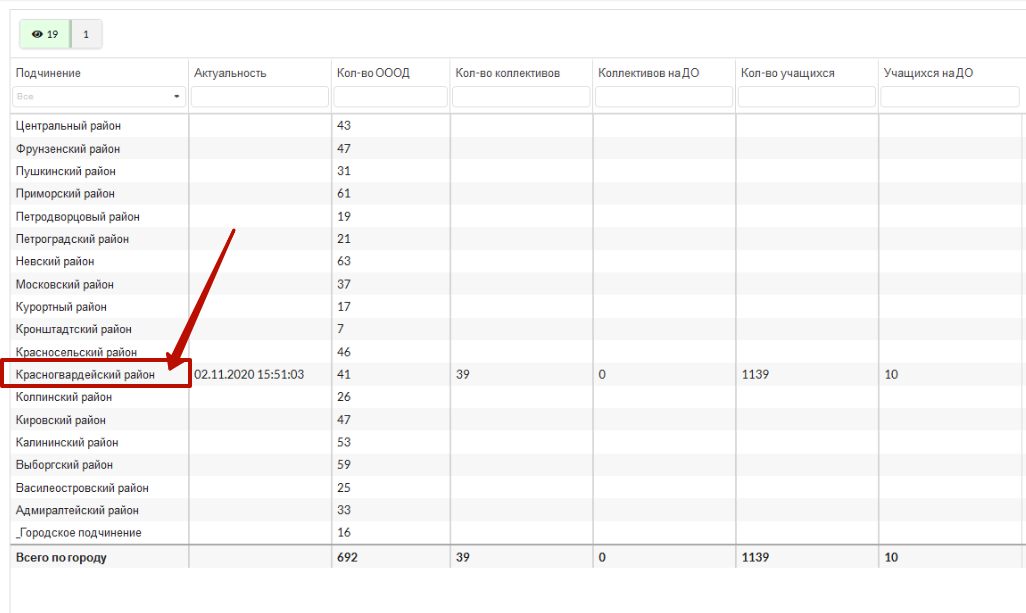 19 1
Подчинение Актуальность Кол-во ОООД Кол-во коллективов Коллективов на ДО Кол-во учащихся Учащихся на ДО
Все
Центральный район 43
Фрунзенский район 47
Пушкинский район 31
Приморский район 61
Петродворцовый район 19
Петроградский район 21
Невский район 63
Московский район 37
Курортный район 17
Кронштадтский район 7
Красносельский район 46
Красногвардейский район 02.11.2020 15:51:03 41 39 0 1139 10
Колпинский район 26
Кировский район 47
Калининский район 53
Выборгский район 59
Василеостровский район 25
Адмиралтейский район 33
_Городское подчинение 16
Всего по городу 692 39 0 1139 10